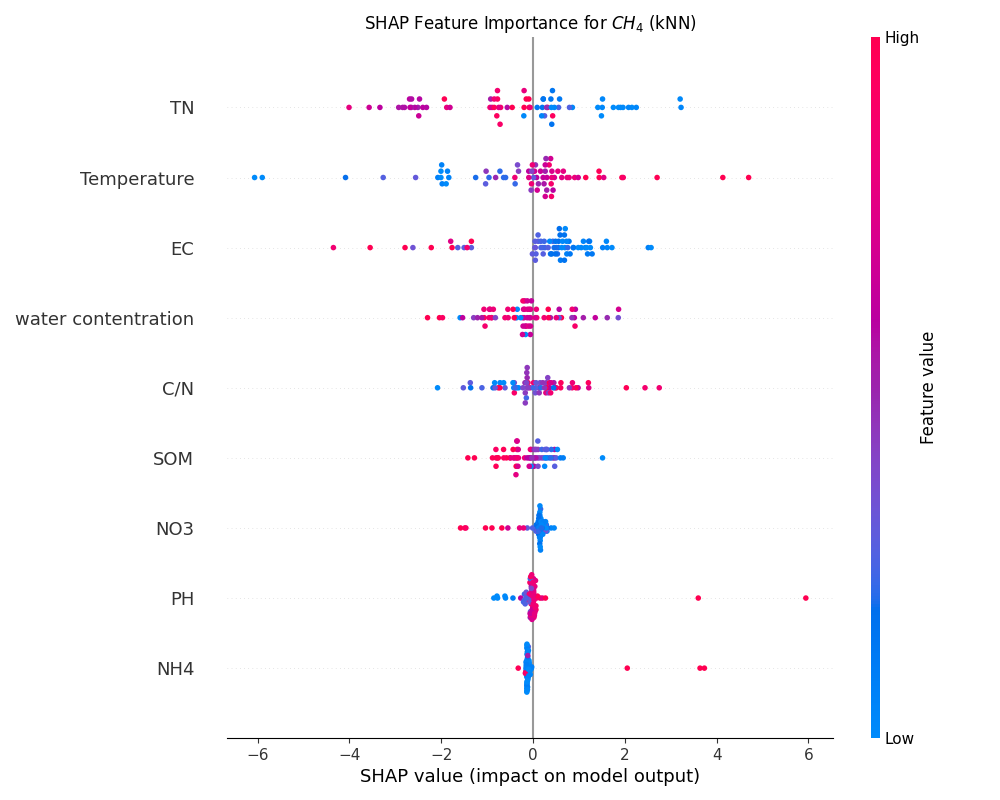 SHAP Feature Importance for $CH_4$ (kNN)
High
TN
Temperature
EC
water contentration
C/N
SOM
NO3
PH
NH4
Feature value
Low
−6 −4 −2 0 2 4 6
SHAP value (impact on model output)